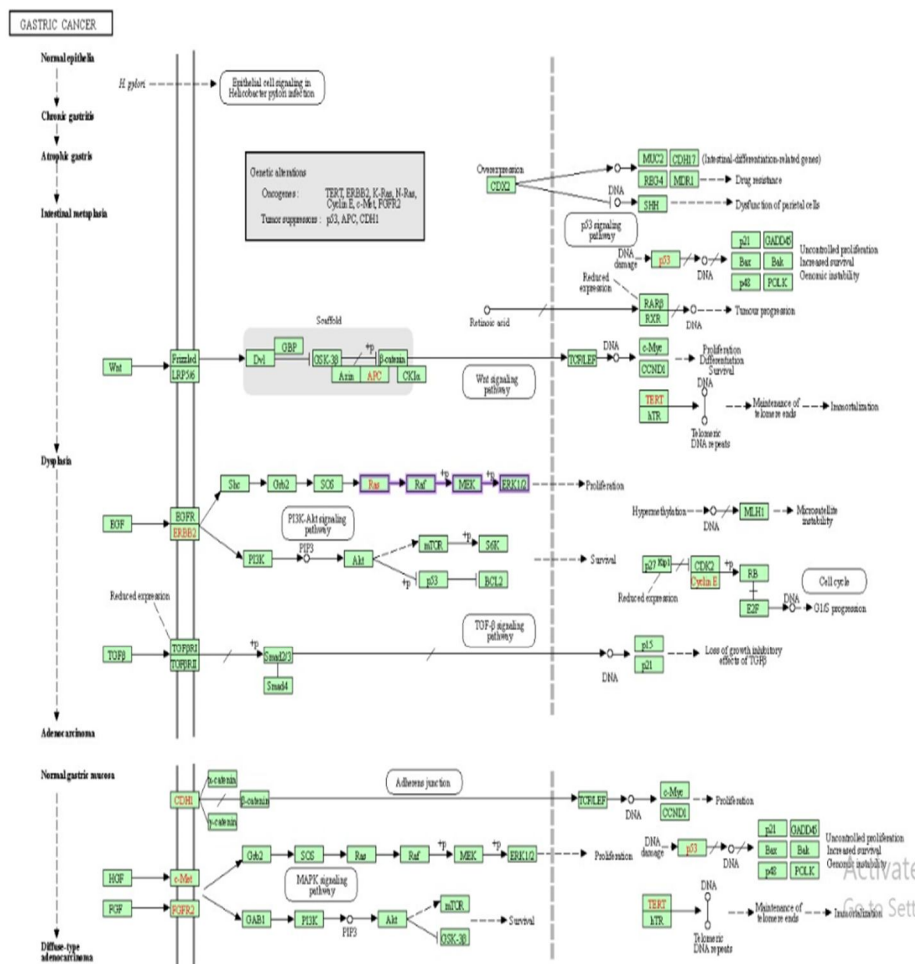 GASTRIC CANCER
Normal epithelia
H. pylori
Epithelial cell signaling in
Helicobacter pylori infection
Chronic gastritis
Atrophic gastris
Intestinal metaplasia
Genetic alterations
Oncogenes : TERT, ERBB2, K-Ras, N-Ras,
Cyclin E, c-Met, FGFR2
Tumor suppressors : p53, APC, CDH1
Overexpression
CDX2
MUC2 CDH17 (Intestinal-differentiation-related genes)
REG4 MDR1 Drug resistance
DNA
SHH Dysfunction of parietal cells
p53 signaling
pathway
DNA
damage
p53
DNA
p21 GADD45
Bax Bak
p48 POLK
Uncontrolled proliferation
Increased survival
Genomic instability
Reduced
expression
Retinoic acid
RARβ
RXR
DNA
Tumour progression
Scaffold
Wnt
Frizzled
LRP5/6
Dvl
GBP
GSK-3β
+p
β-catenin
Axin APC CKIα
Wnt signaling
pathway
TCF/LEF
DNA
c-Myc
CCND1
Proliferation
Differentiation
Survival
TERT
hTR
DNA
Telomeric
DNA repeats
Maintenance of
telomere ends
Immortalization
Dysplasia
EGF
EGFR
ERBB2
Shc Grb2 SOS Ras Raf +p MEK +p ERK1/2
Proliferation
PI3K-Akt signaling
pathway
PI3K PIP3 Akt
mTOR +p S6K
+p p53 BCL2
Survival
Hypermethylation
DNA
MLH1
Microsatellite
instability
p27 Kip1
CDK2
Cyclin E
+p
RB
E2F
Cell cycle
DNA
G1/S progression
Reduced expression
Reduced expression
TGFβ
TGFβRI
TGFβRII
+p
Smad2/3
Smad4
TGF-β signaling
pathway
DNA
p15
p21
Loss of growth inhibitory
effects of TGFβ
Adenocarcinoma
Normal gastric mucosa
CDH1
α-catenin
β-catenin
γ-catenin
Adherens junction
TCF/LEF
DNA
c-Myc
CCND1
Proliferation
HGF
c-Met
FGF
FGFR2
Grb2 SOS Ras Raf +p MEK +p ERK1/2
Proliferation
MAPK signaling
pathway
GAB1 PI3K PIP3 Akt
mTOR
GSK-3β
Survival
DNA
damage
p53
DNA
p21 GADD45
Bax Bak
p48 POLK
Uncontrolled proliferation
Increased survival
Genomic instability
TERT
hTR
DNA
Telomeric
DNA repeats
Maintenance of
telomere ends
Immortalization
Diffuse-type
adenocarcinoma
Activate
Go to Sett